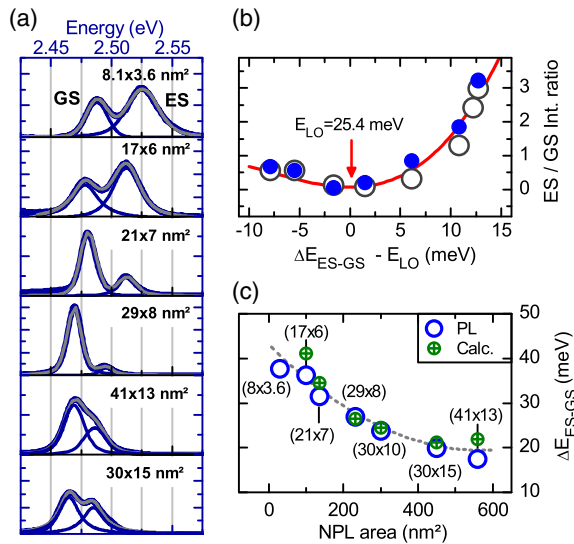 (a)
Energy (eV)
2.45 2.50 2.55
8.1x3.6 nm²
GS ES
17x6 nm²
21x7 nm²
29x8 nm²
41x13 nm²
30x15 nm²
(b)
E_LO=25.4 meV
3
2
1
0
ES / GS Int. ratio
-10 -5 0 5 10 15
ΔE_ES-GS - E_LO (meV)
(c)
PL
Calc.
(17x6)
(8x3.6)
(21x7)
(29x8)
(30x10)
(41x13)
(30x15)
50
40
30
20
10
ΔE_ES-GS (meV)
0 200 400 600
NPL area (nm²)